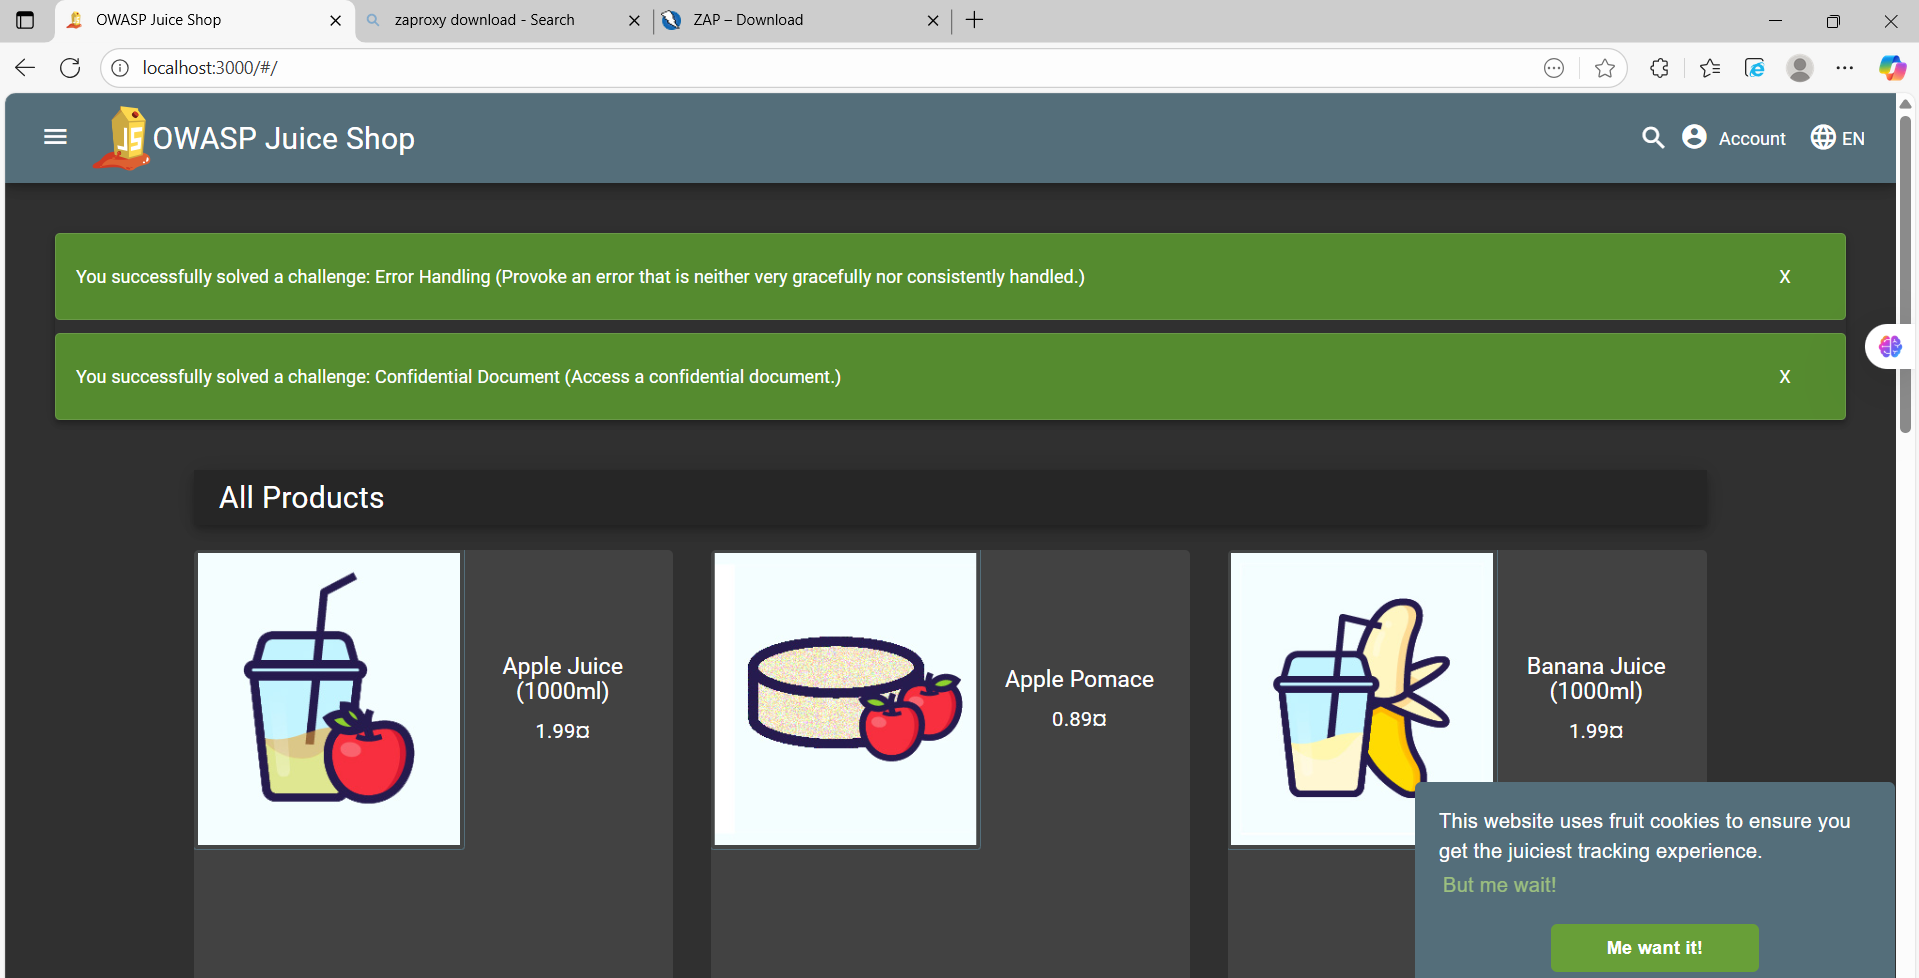 OWASP Juice Shop
zaproxy download - Search
ZAP – Download
localhost:3000/#/
JS
OWASP Juice Shop
Account
EN
You successfully solved a challenge: Error Handling (Provoke an error that is neither very gracefully nor consistently handled.)
X
You successfully solved a challenge: Confidential Document (Access a confidential document.)
X
All Products
Apple Juice
(1000ml)
1.99¤
Apple Pomace
0.89¤
Banana Juice
(1000ml)
1.99¤
This website uses fruit cookies to ensure you
get the juiciest tracking experience.
But me wait!
Me want it!